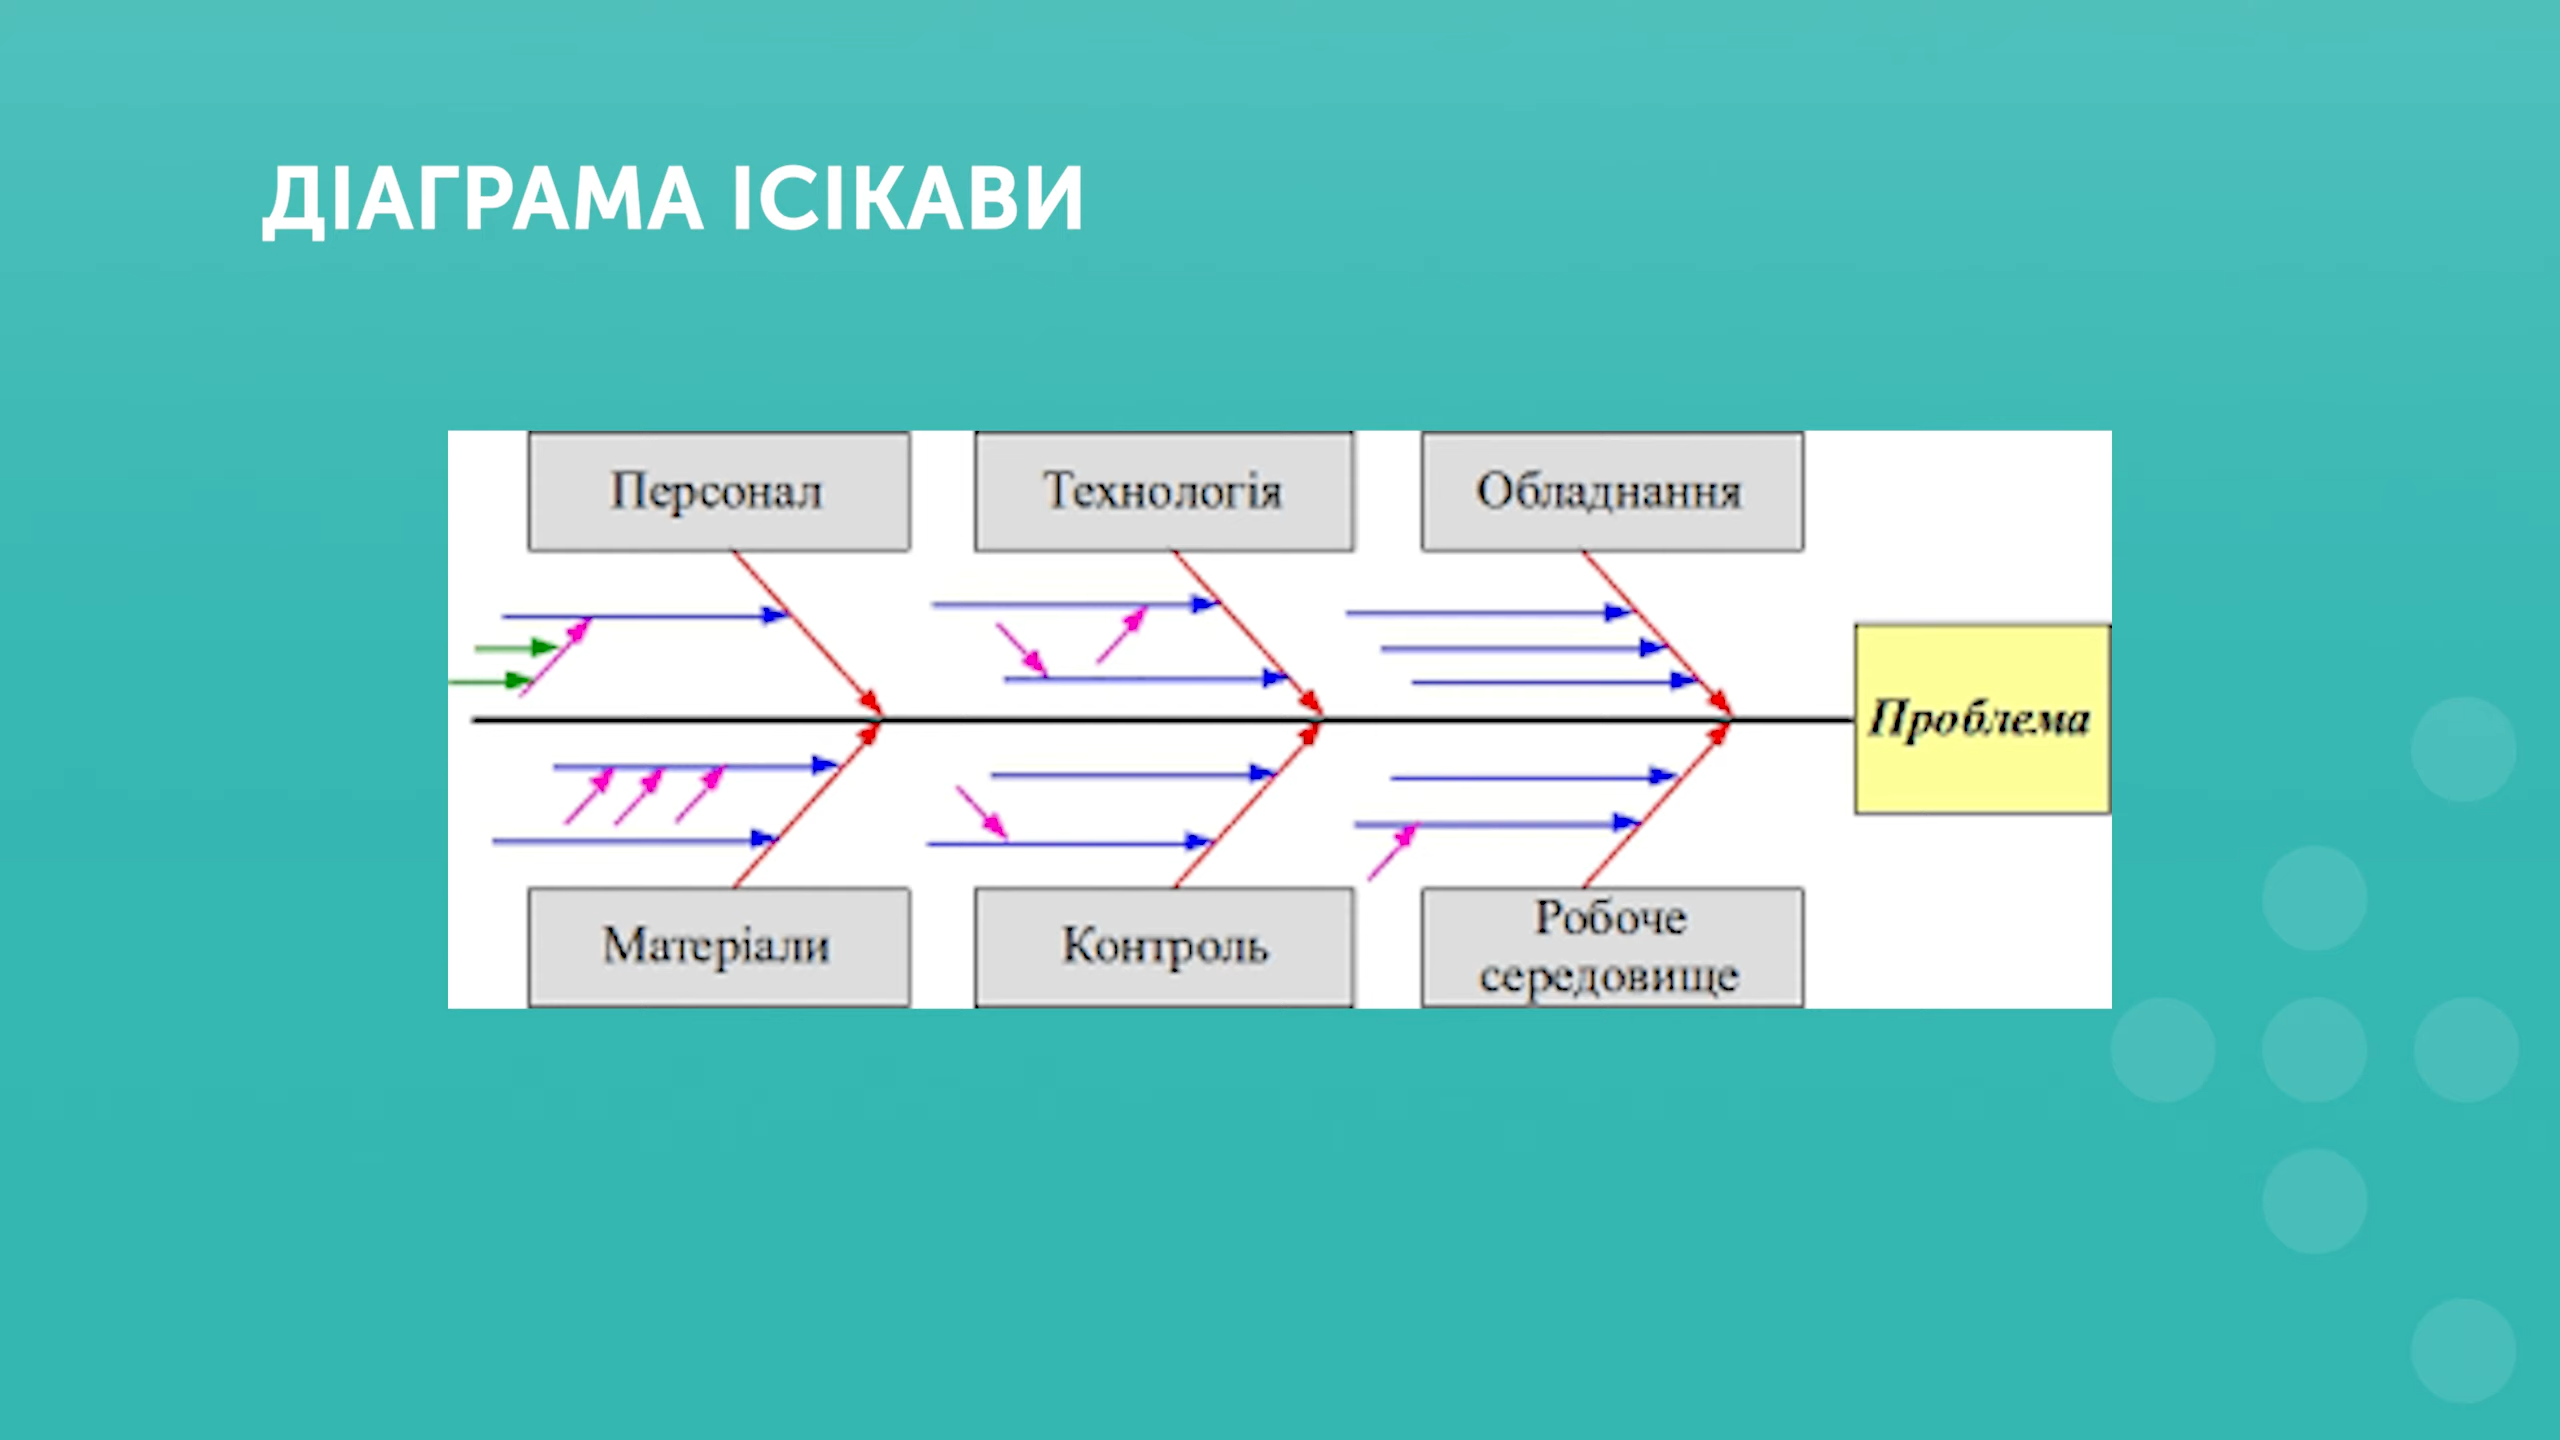 ДІАГРАМА ІСІКАВИ
Персонал
Технологія
Обладнання
Проблема
Матеріали
Контроль
Робоче
середовище